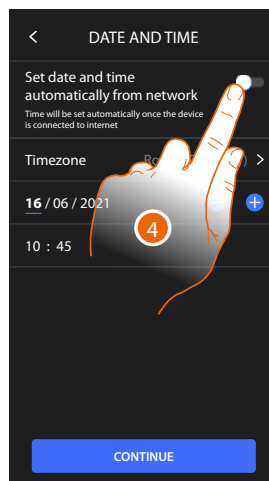 DATE AND TIME
Set date and time
automatically from network
Time will be set automatically once the device
is connected to internet
Timezone
16 / 06 / 2021
10 : 45
4
CONTINUE